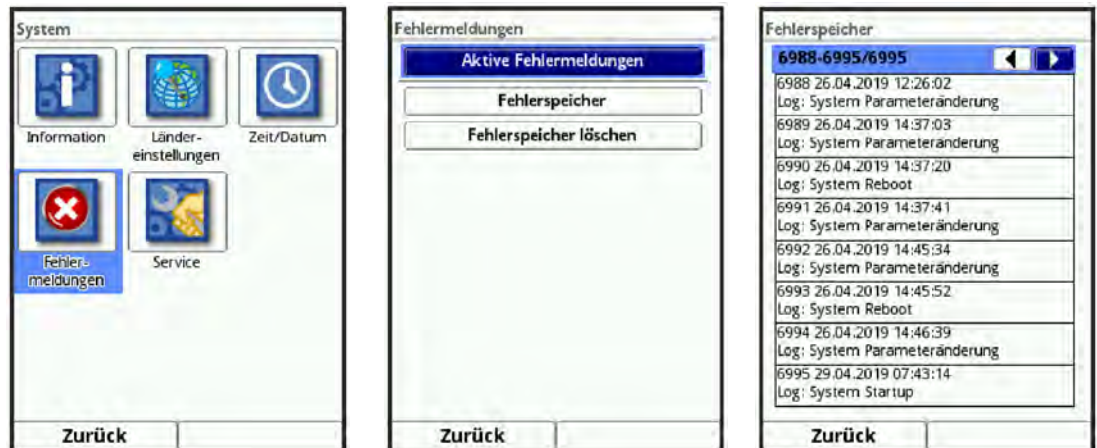 System
Information
Länder-
einstellungen
Zeit/Datum
Fehler-
meldungen
Service
Zurück
Fehlermeldungen
Aktive Fehlermeldungen
Fehlerspeicher
Fehlerspeicher löschen
Zurück
Fehlerspeicher
6988-6995/6995
6988 26.04.2019 12:26:02
Log: System Parameteränderung
6989 26.04.2019 14:37:03
Log: System Parameteränderung
6990 26.04.2019 14:37:20
Log: System Reboot
6991 26.04.2019 14:37:41
Log: System Parameteränderung
6992 26.04.2019 14:45:34
Log: System Parameteränderung
6993 26.04.2019 14:45:52
Log: System Reboot
6994 26.04.2019 14:46:39
Log: System Parameteränderung
6995 29.04.2019 07:43:14
Log: System Startup
Zurück